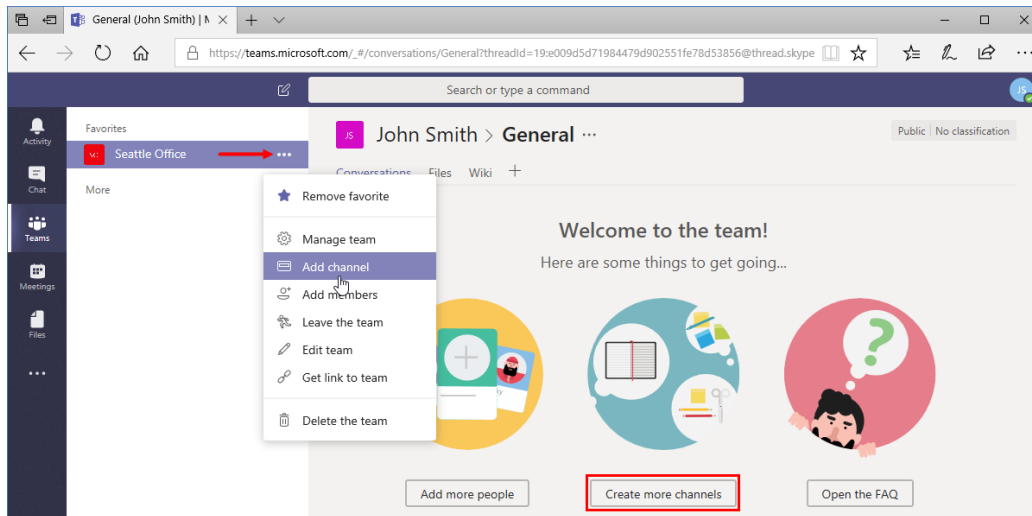 General (John Smith) | M
https://teams.microsoft.com/_#/conversations/General?threadId=19:e009d5d71984479d902551fe78d53856@thread.skype
Search or type a command
JS
Activity
Chat
Teams
Meetings
Files
Favorites
Seattle Office
More
Remove favorite
Manage team
Add channel
Add members
Leave the team
Edit team
Get link to team
Delete the team
JS John Smith > General ...
Public No classification
Conversations Files Wiki
Welcome to the team!
Here are some things to get going...
Add more people
Create more channels
Open the FAQ